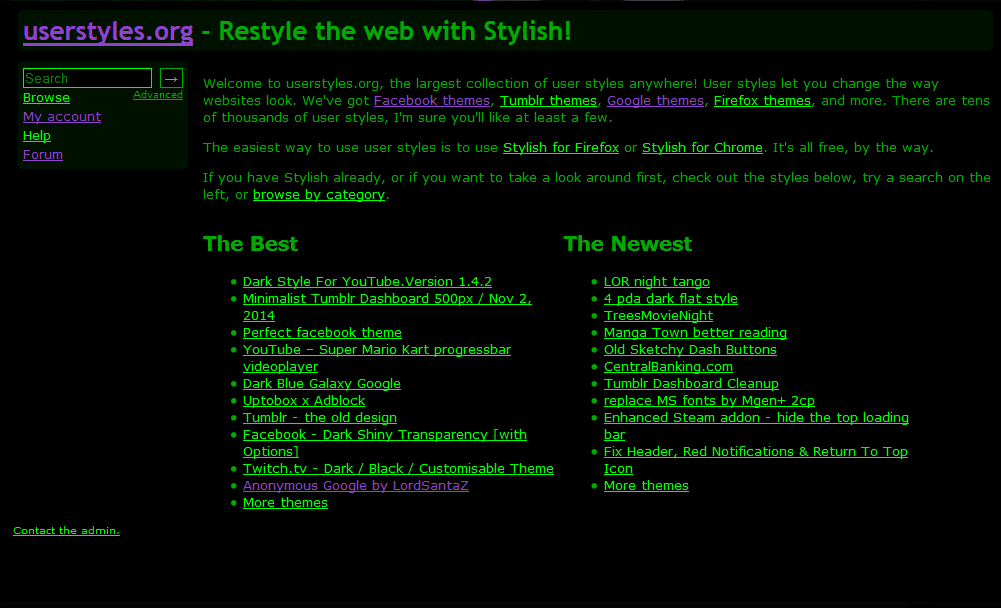 userstyles.org - Restyle the web with Stylish!
Search →
Advanced
Browse
My account
Help
Forum
Welcome to userstyles.org, the largest collection of user styles anywhere! User styles let you change the way
websites look. We've got Facebook themes, Tumblr themes, Google themes, Firefox themes, and more. There are tens
of thousands of user styles, I'm sure you'll like at least a few.
The easiest way to use user styles is to use Stylish for Firefox or Stylish for Chrome. It's all free, by the way.
If you have Stylish already, or if you want to take a look around first, check out the styles below, try a search on the
left, or browse by category.
The Best
Dark Style For YouTube.Version 1.4.2
Minimalist Tumblr Dashboard 500px / Nov 2,
2014
Perfect facebook theme
YouTube – Super Mario Kart progressbar
videoplayer
Dark Blue Galaxy Google
Uptobox x Adblock
Tumblr - the old design
Facebook - Dark Shiny Transparency [with
Options]
Twitch.tv - Dark / Black / Customisable Theme
Anonymous Google by LordSantaZ
More themes
The Newest
LOR night tango
4 pda dark flat style
TreesMovieNight
Manga Town better reading
Old Sketchy Dash Buttons
CentralBanking.com
Tumblr Dashboard Cleanup
replace MS fonts by Mgen+ 2cp
Enhanced Steam addon - hide the top loading
bar
Fix Header, Red Notifications & Return To Top
Icon
More themes
Contact the admin.